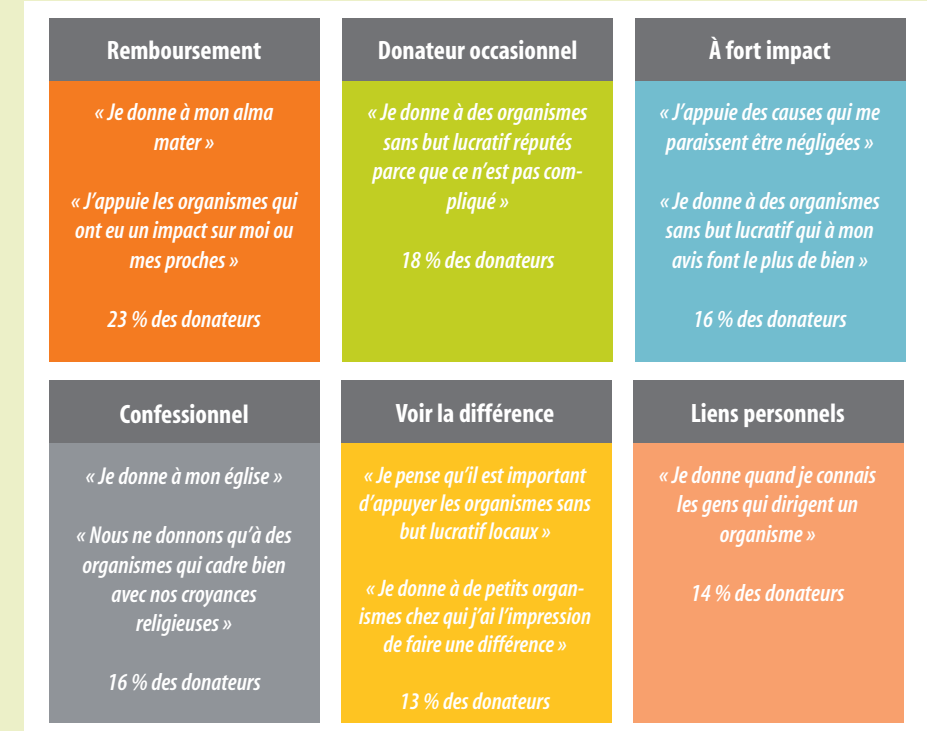 Remboursement
« Je donne à mon alma
mater »
« J’appuie les organismes qui
ont eu un impact sur moi ou
mes proches »
23 % des donateurs
Donateur occasionnel
« Je donne à des organismes
sans but lucratif réputés
parce que ce n’est pas com-
pliqué »
18 % des donateurs
À fort impact
« J’appuie des causes qui me
paraissent être négligées »
« Je donne à des organismes
sans but lucratif qui à mon
avis font le plus de bien »
16 % des donateurs
Confessionnel
« Je donne à mon église »
« Nous ne donnons qu’à des
organismes qui cadre bien
avec nos croyances
religieuses »
16 % des donateurs
Voir la différence
« Je pense qu’il est important
d’appuyer les organismes sans
but lucratif locaux »
« Je donne à de petits organ-
ismes chez qui j’ai l’impression
de faire une différence »
13 % des donateurs
Liens personnels
« Je donne quand je connais
les gens qui dirigent un
organisme »
14 % des donateurs